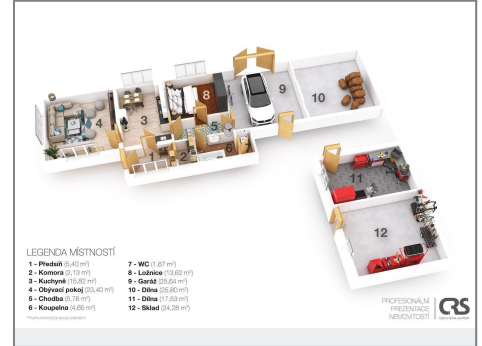 8
9
10
4
3
5
1
2
6
11
12
LEGENDA MÍSTNOSTÍ
1 - Předsíň (5,40 m²)
2 - Komora (2,13 m²)
3 - Kuchyně (15,82 m²)
4 - Obývací pokoj (23,40 m²)
5 - Chodba (5,78 m²)
6 - Koupelna (4,65 m²)
7 - WC (1,67 m²)
8 - Ložnice (13,62 m²)
9 - Garáž (25,64 m²)
10 - Dílna (25,80 m²)
11 - Dílna (17,53 m²)
12 - Sklad (24,28 m²)
PROFESIONÁLNÍ
PREZENTACE
NEMOVITOSTÍ
CRS